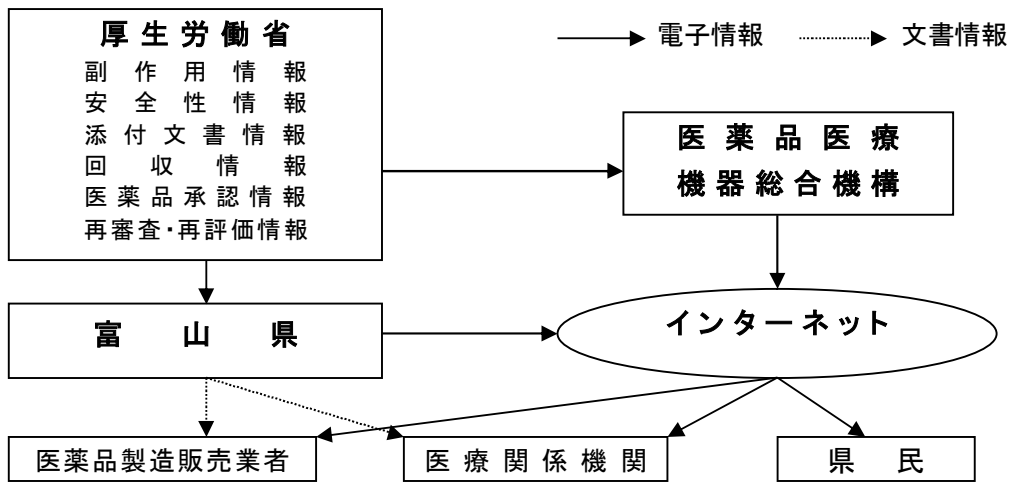 厚生労働省
副作用情報
安全性情報
添付文書情報
回収情報
医薬品承認情報
再審査・再評価情報
電子情報
文書情報
医薬品医療
機器総合機構
富山県
インターネット
医薬品製造販売業者
医療関係機関
県民